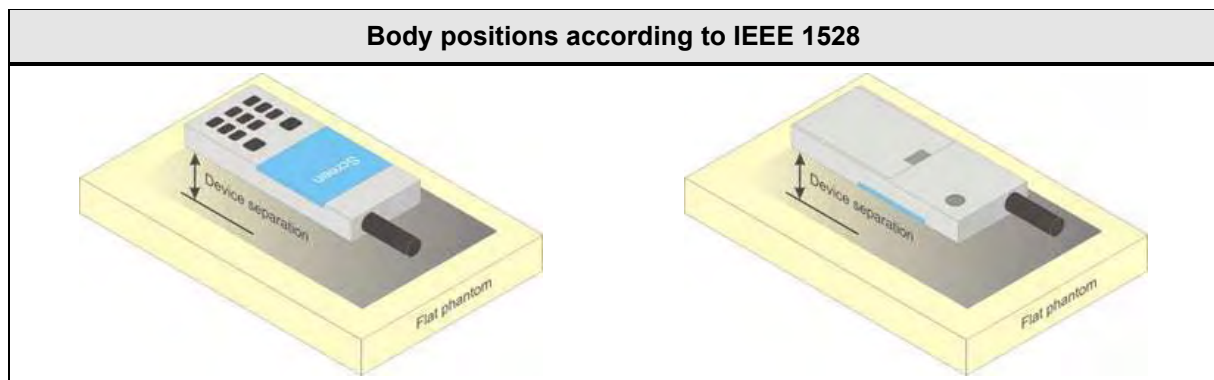 Body positions according to IEEE 1528
Screen
Device separation
Flat phantom
Device separation
Flat phantom